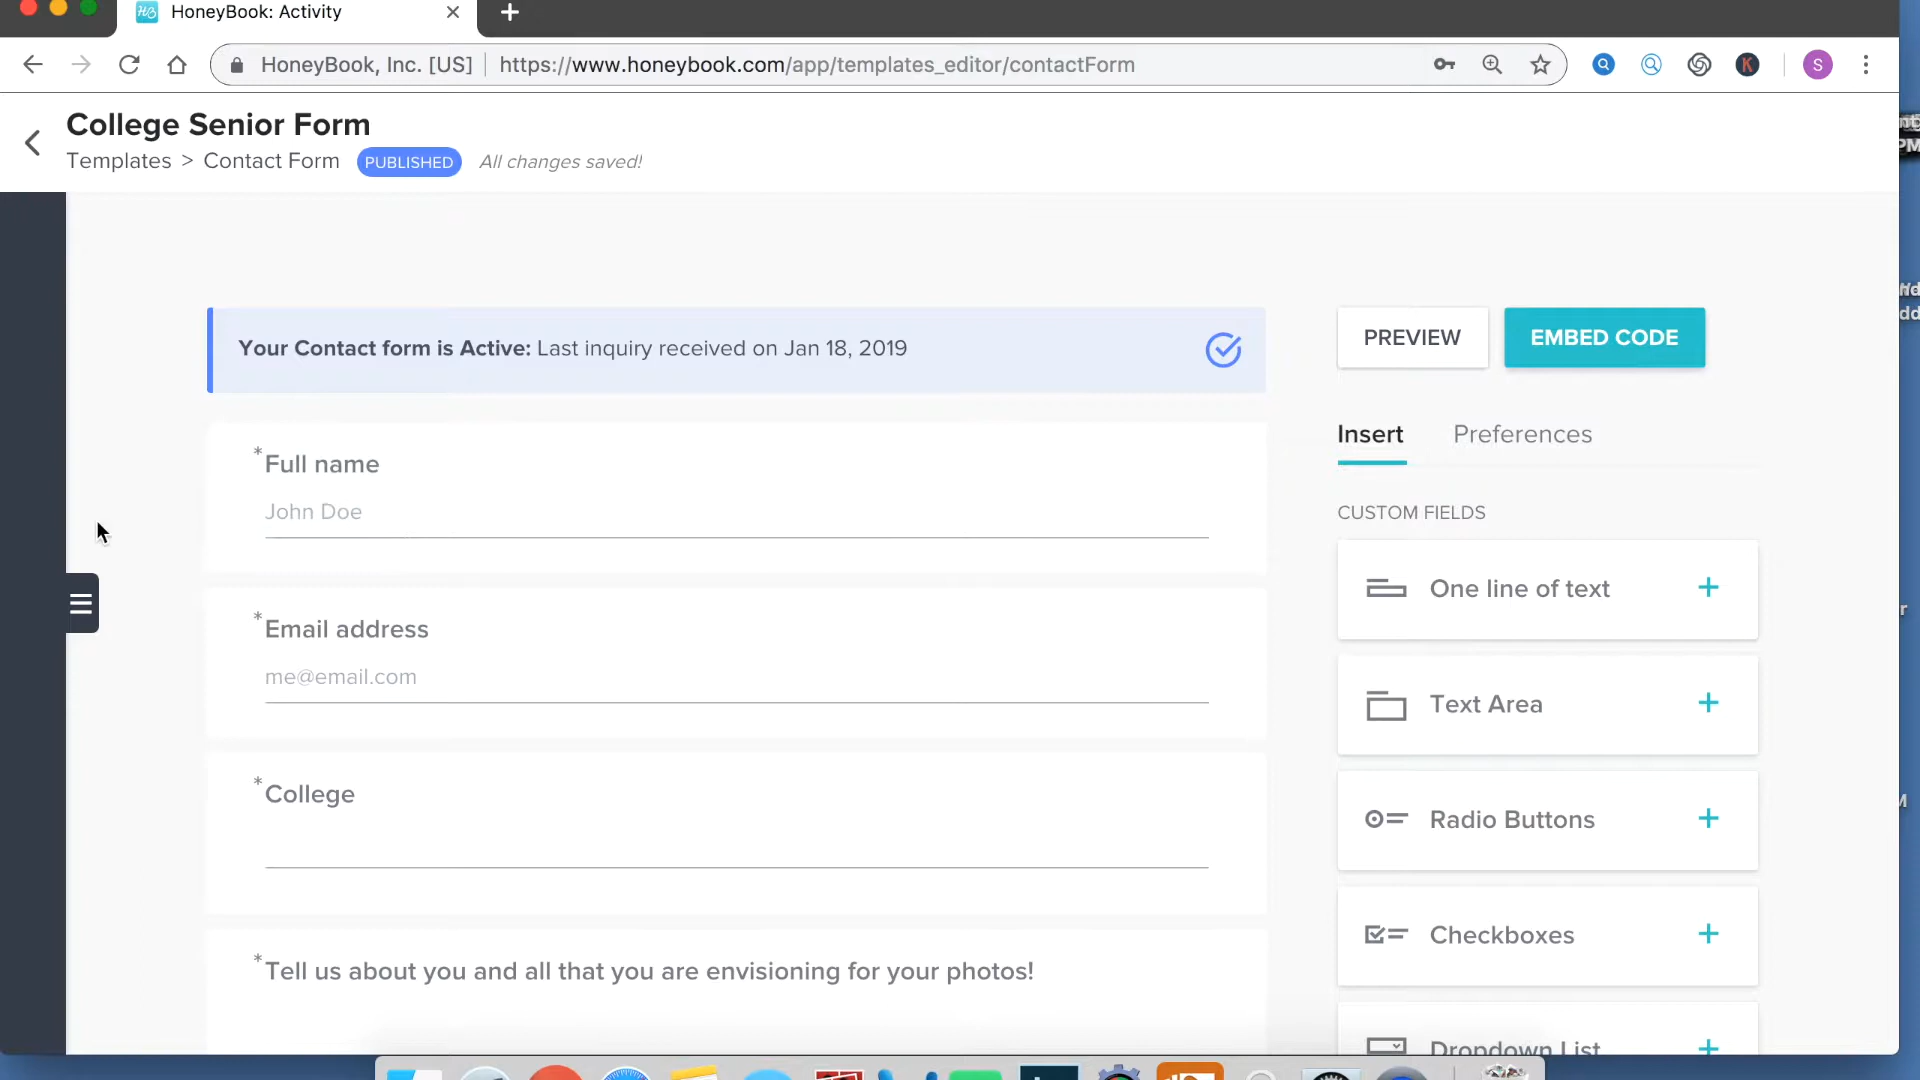 HoneyBook: Activity
HoneyBook, Inc. [US] https://www.honeybook.com/app/templates_editor/contactForm
S
K
College Senior Form
Templates > Contact Form PUBLISHED All changes saved!
Your Contact form is Active: Last inquiry received on Jan 18, 2019
PREVIEW
EMBED CODE
Insert Preferences
*Full name
John Doe
CUSTOM FIELDS
One line of text
*Email address
me@email.com
Text Area
*College
Radio Buttons
Checkboxes
*Tell us about you and all that you are envisioning for your photos!
Dropdown List